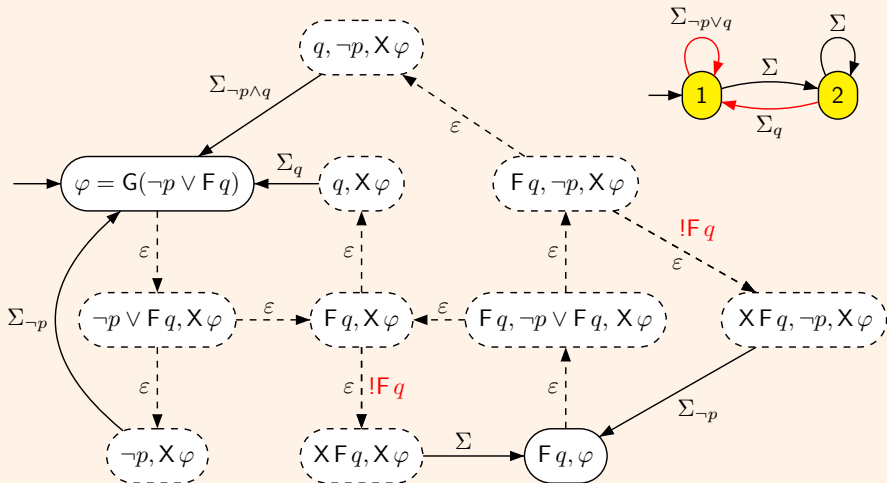 Σ¬p∨q
Σ
q, ¬p, X φ
Σ
1
2
Σ¬p∧q
Σq
ε
φ = G(¬p ∨ F q)
Σq
q, X φ
F q, ¬p, X φ
!F q
ε
ε
ε
ε
Σ¬p
¬p ∨ F q, X φ
ε
F q, X φ
ε
F q, ¬p ∨ F q, X φ
X F q, ¬p, X φ
ε
ε
!F q
ε
Σ¬p
¬p, X φ
X F q, X φ
Σ
F q, φ